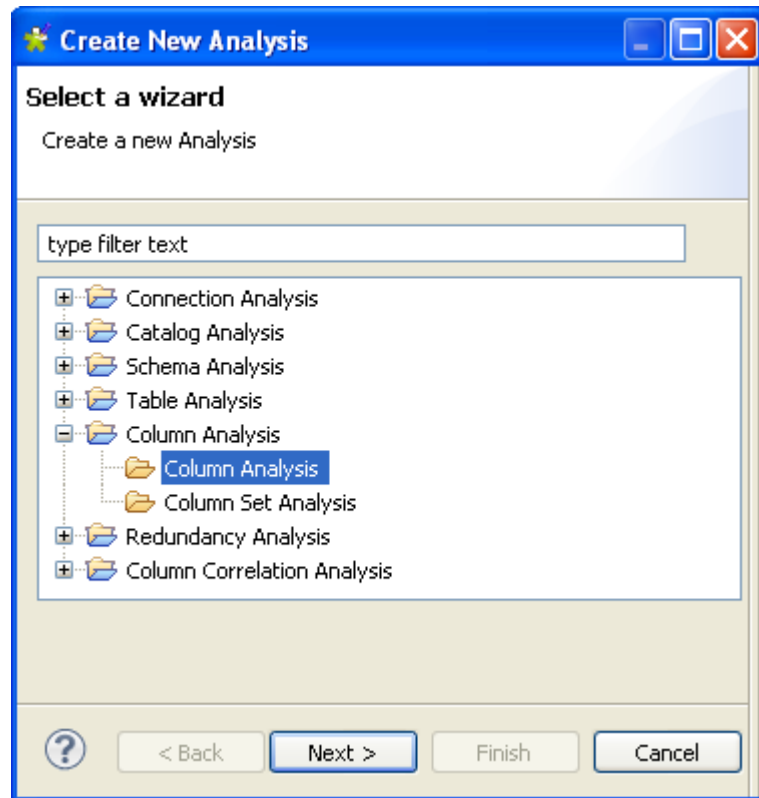 Create New Analysis
Select a wizard
Create a new Analysis
type filter text
Connection Analysis
Catalog Analysis
Schema Analysis
Table Analysis
Column Analysis
Column Analysis
Column Set Analysis
Redundancy Analysis
Column Correlation Analysis
? < Back Next > Finish Cancel